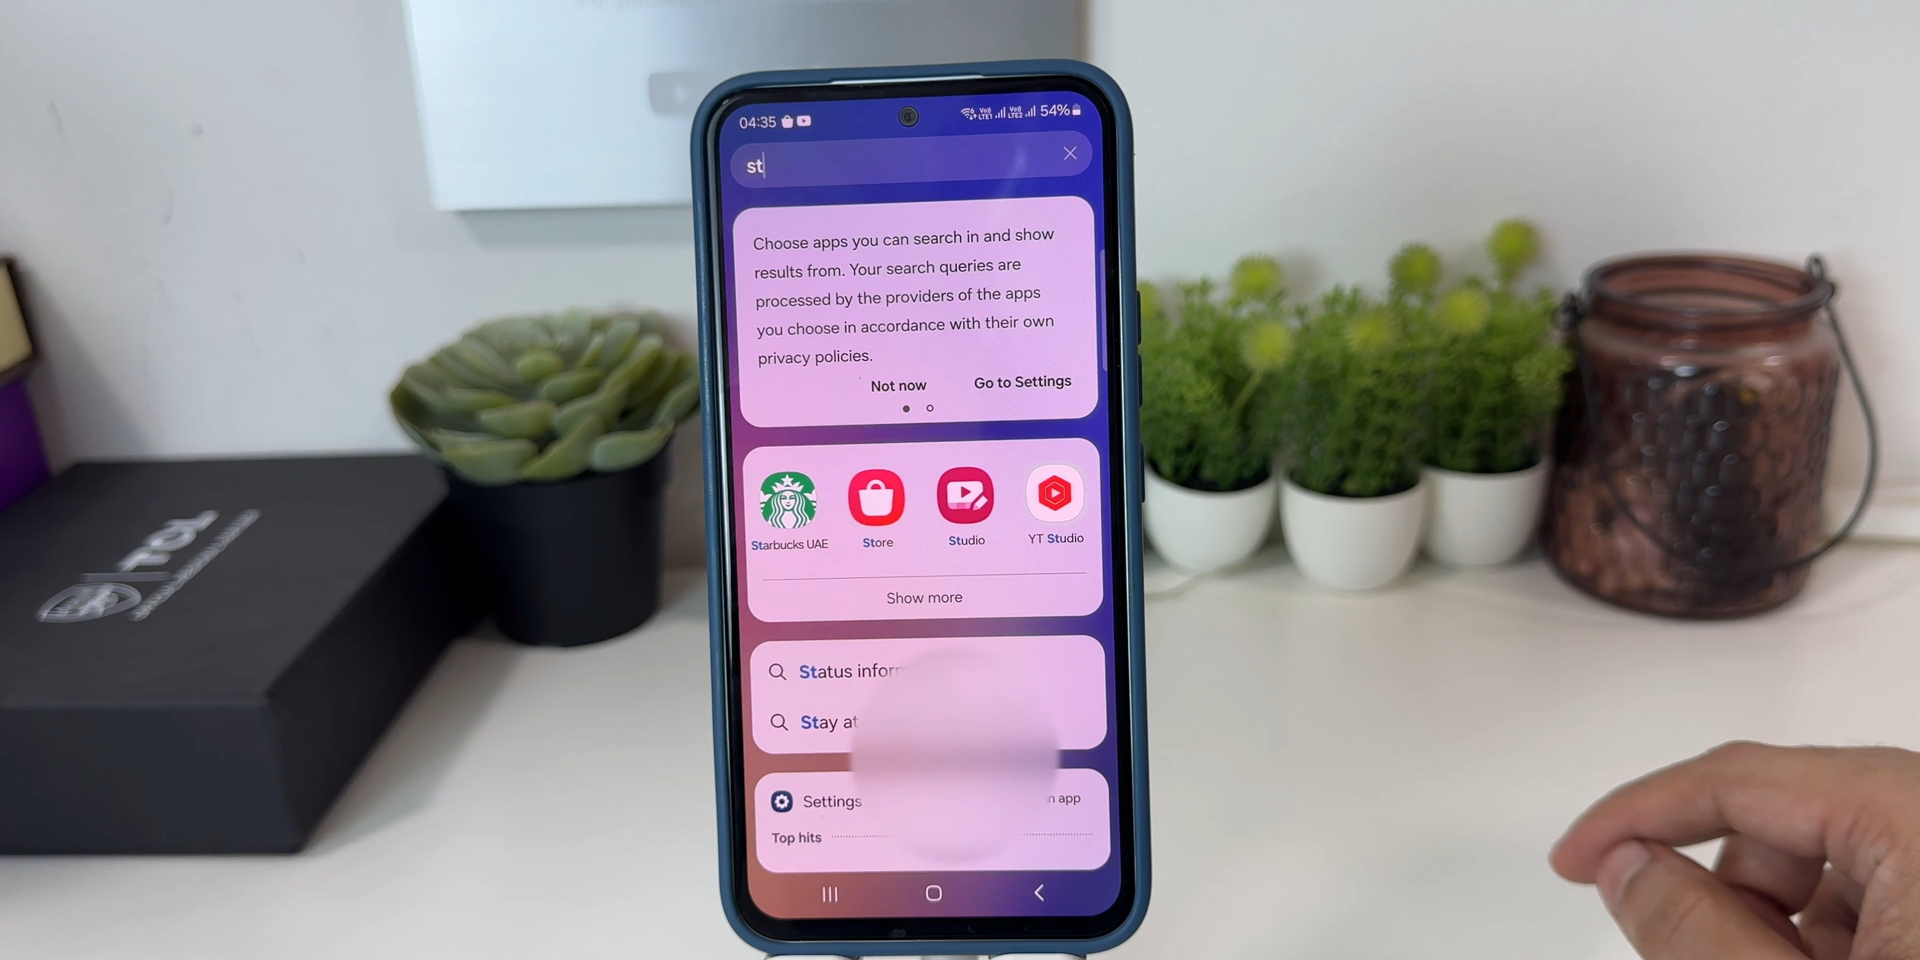 04:35
54%
st
Choose apps you can search in and show
results from. Your search queries are
processed by the providers of the apps
you choose in accordance with their own
privacy policies.
Not now Go to Settings
Starbucks UAE Store Studio YT Studio
Show more
Status infor
Stay at
Settings in app
Top hits